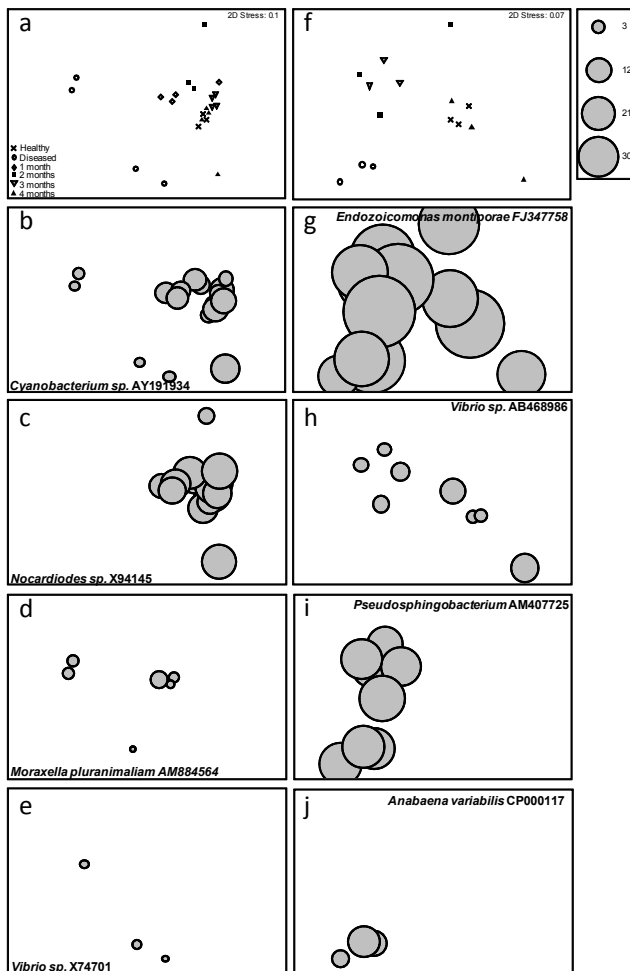 a
2D Stress: 0.1
Healthy
Diseased
1 month
2 months
3 months
4 months
f
2D Stress: 0.07
3
12
21
30
b
Cyanobacterium sp. AY191934
g
Endozoicomonas montiporae FJ347758
c
Nocardiodes sp. X94145
h
Vibrio sp. AB468986
d
Moraxella pluranimaliam AM884564
i
Pseudosphingobacterium AM407725
e
Vibrio sp. X74701
j
Anabaena variabilis CP000117